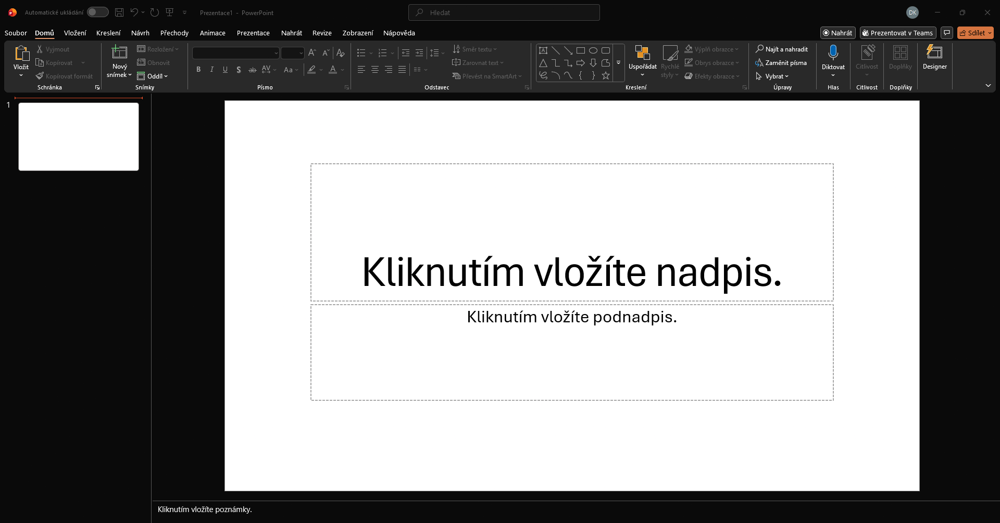 Automatické ukládání
Prezentace1 - PowerPoint
Hledat
DK
Soubor Domů Vložení Kreslení Návrh Přechody Animace Prezentace Nahrát Revize Zobrazení Nápověda
Nahrát
Prezentovat v Teams
Sdílet
Vložit
Vyjmout
Kopírovat
Kopírovat formát
Schránka
Nový
snímek
Rozložení
Obnovit
Oddíl
Snímky
B I U S ab AV Aa A
Písmo
Směr textu
Zarovnat text
Převést na SmartArt
Odstavec
Uspořádat
Rychlé
styly
Výplň obrazce
Obrys obrazce
Efekty obrazce
Kreslení
Najít a nahradit
Zaměnit písma
Vybrat
Úpravy
Diktovat
Hlas
Citlivost
Citlivost
Doplňky
Doplňky
Designer
1
Kliknutím vložíte nadpis.
Kliknutím vložíte podnadpis.
Kliknutím vložíte poznámky.